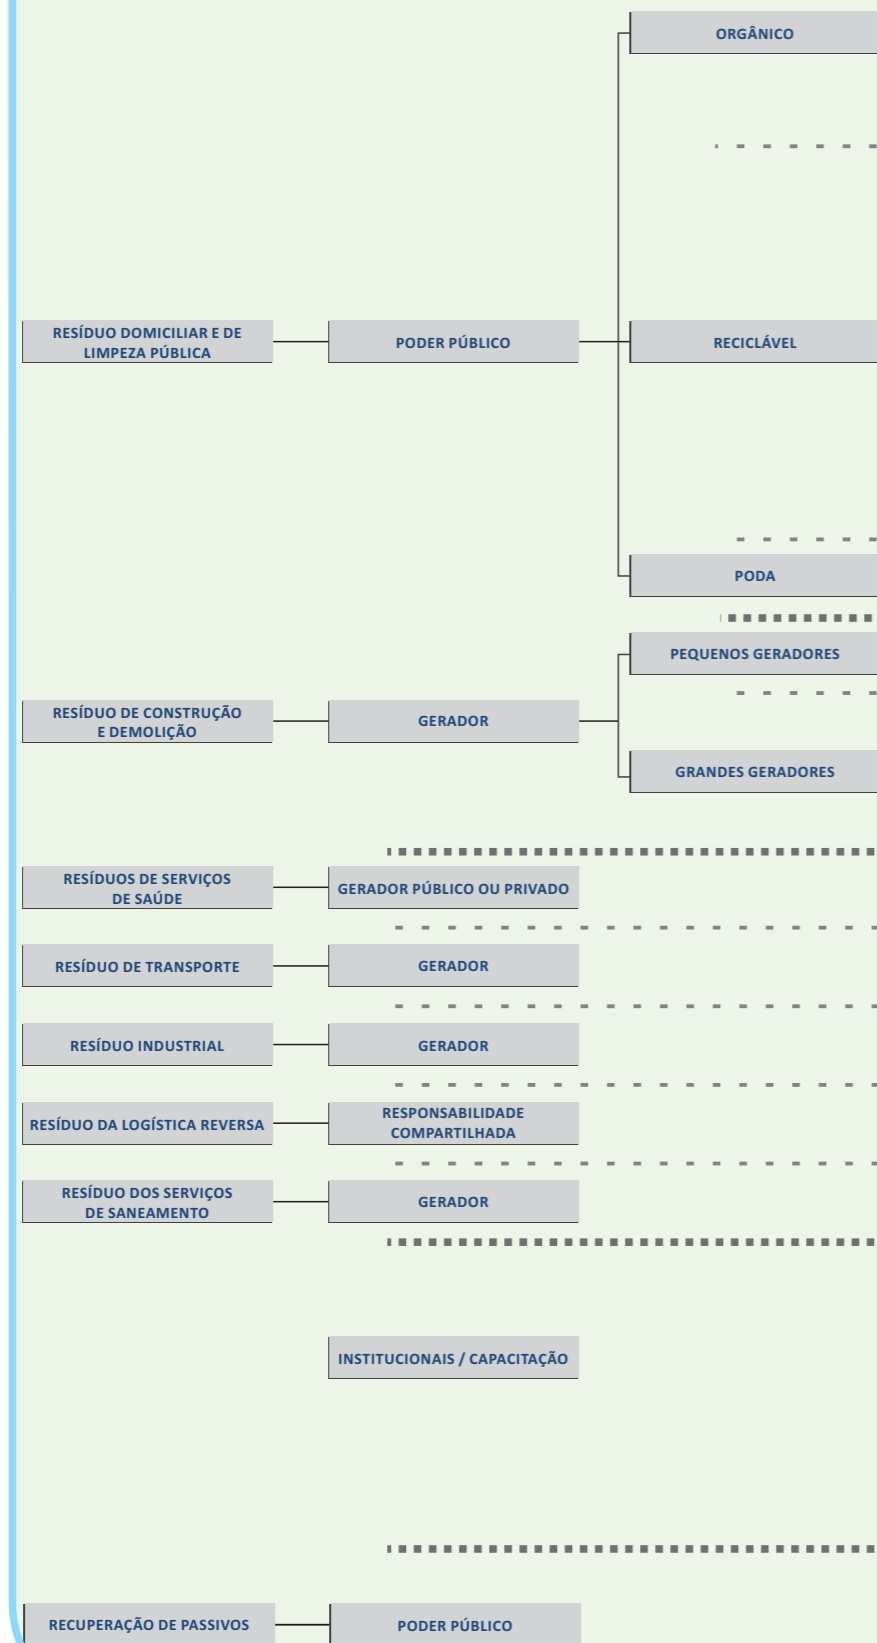 ORGÂNICO
RESÍDUO DOMICILIAR E DE
LIMPEZA PÚBLICA
PODER PÚBLICO
RECICLÁVEL
PODA
PEQUENOS GERADORES
RESÍDUO DE CONSTRUÇÃO
E DEMOLIÇÃO
GERADOR
GRANDES GERADORES
RESÍDUOS DE SERVIÇOS
DE SAÚDE
GERADOR PÚBLICO OU PRIVADO
RESÍDUO DE TRANSPORTE
GERADOR
RESÍDUO INDUSTRIAL
GERADOR
RESÍDUO DA LOGÍSTICA REVERSA
RESPONSABILIDADE
COMPARTILHADA
RESÍDUO DOS SERVIÇOS
DE SANEAMENTO
GERADOR
INSTITUCIONAIS / CAPACITAÇÃO
RECUPERAÇÃO DE PASSIVOS
PODER PÚBLICO